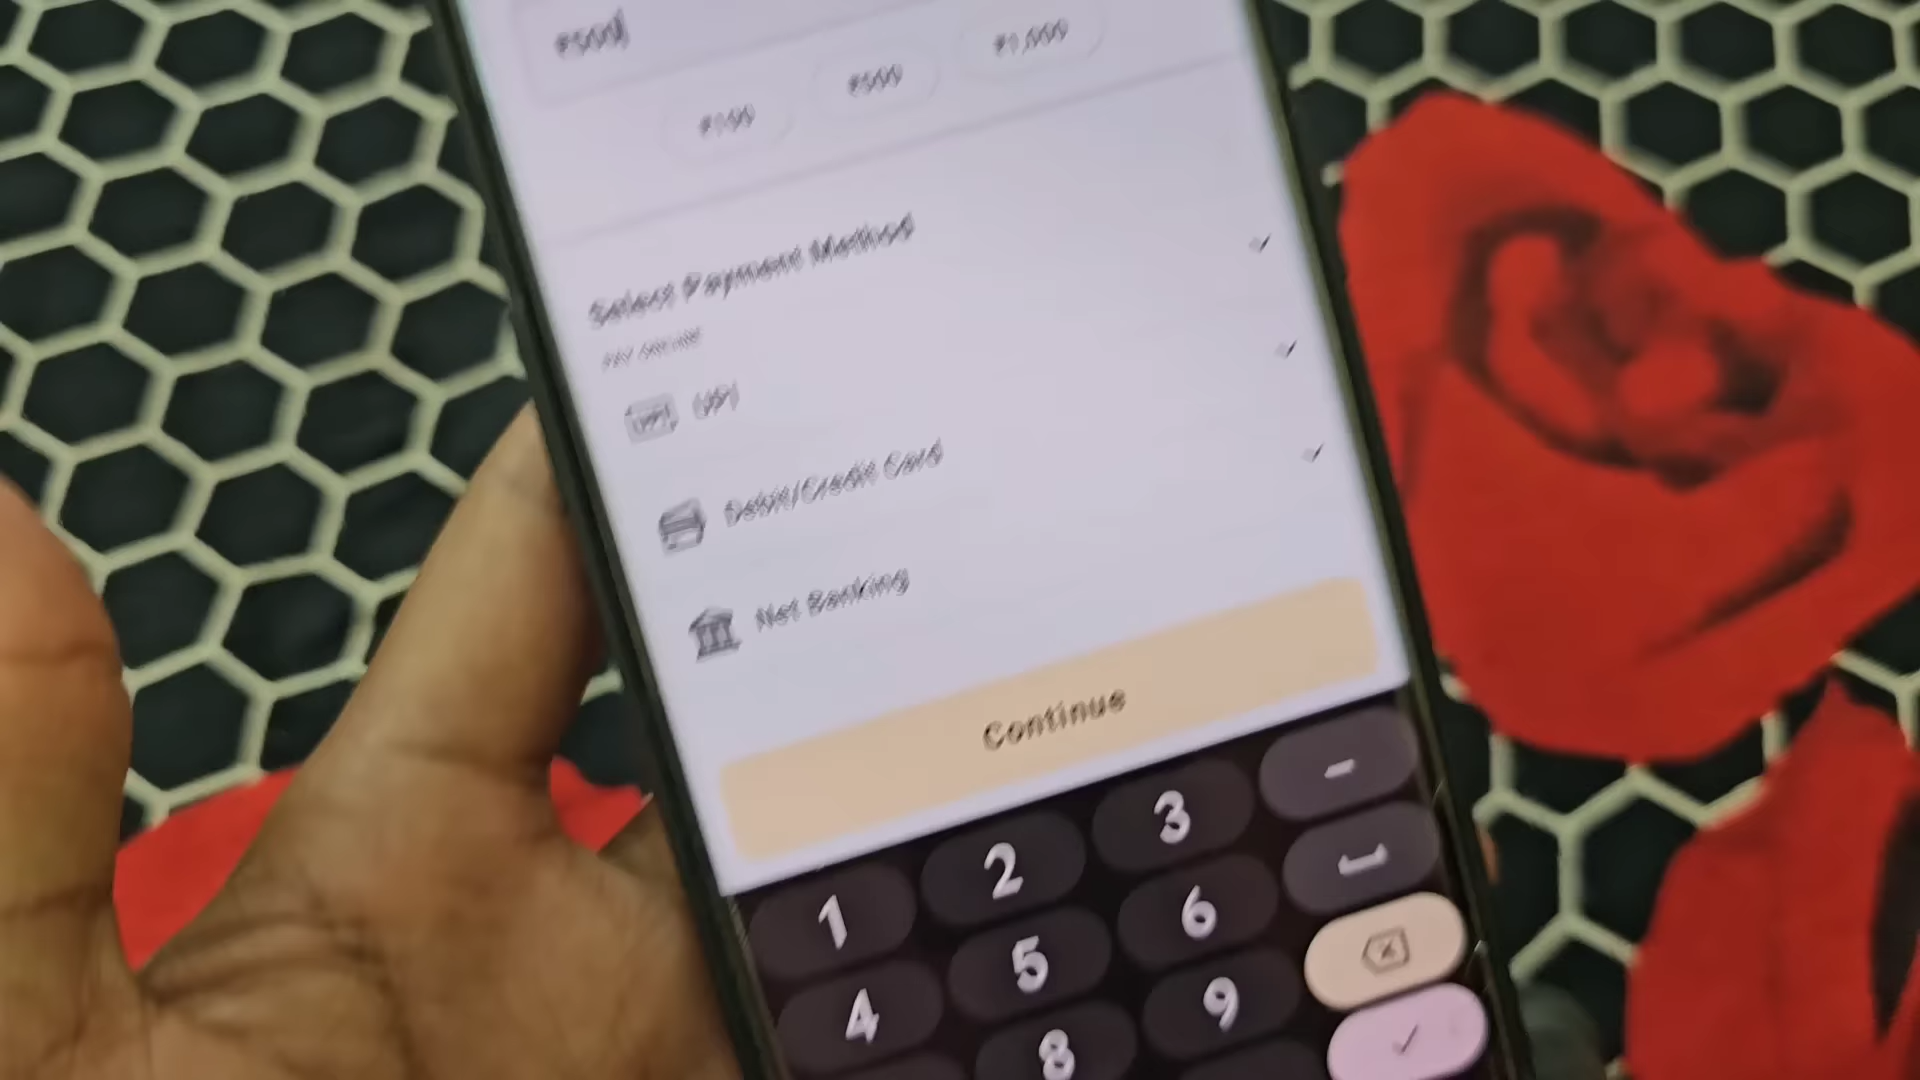 ₹500
₹100
₹500
₹1,000
Select Payment Method
UPI
Debit/Credit Card
Net Banking
Continue
1 2 3 -
4 5 6
8 9